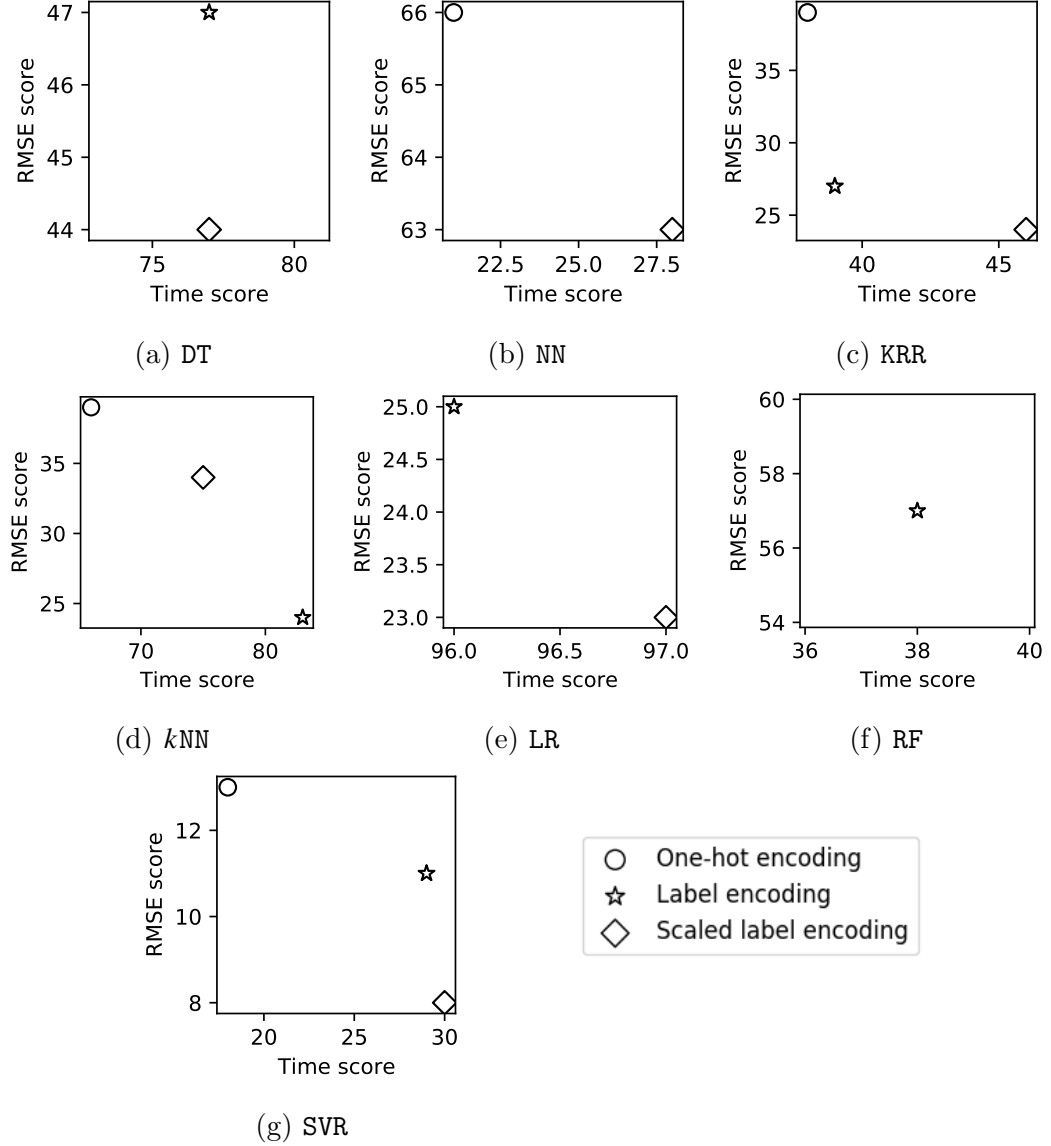 47
46
45
44
RMSE score
75 80
Time score
(a) DT
66
65
64
63
RMSE score
22.5 25.0 27.5
Time score
(b) NN
35
30
25
RMSE score
40 45
Time score
(c) KRR
35
30
25
RMSE score
70 80
Time score
(d) kNN
25.0
24.5
24.0
23.5
23.0
RMSE score
96.0 96.5 97.0
Time score
(e) LR
60
58
56
54
RMSE score
36 38 40
Time score
(f) RF
12
10
8
RMSE score
20 25 30
Time score
(g) SVR
One-hot encoding
Label encoding
Scaled label encoding